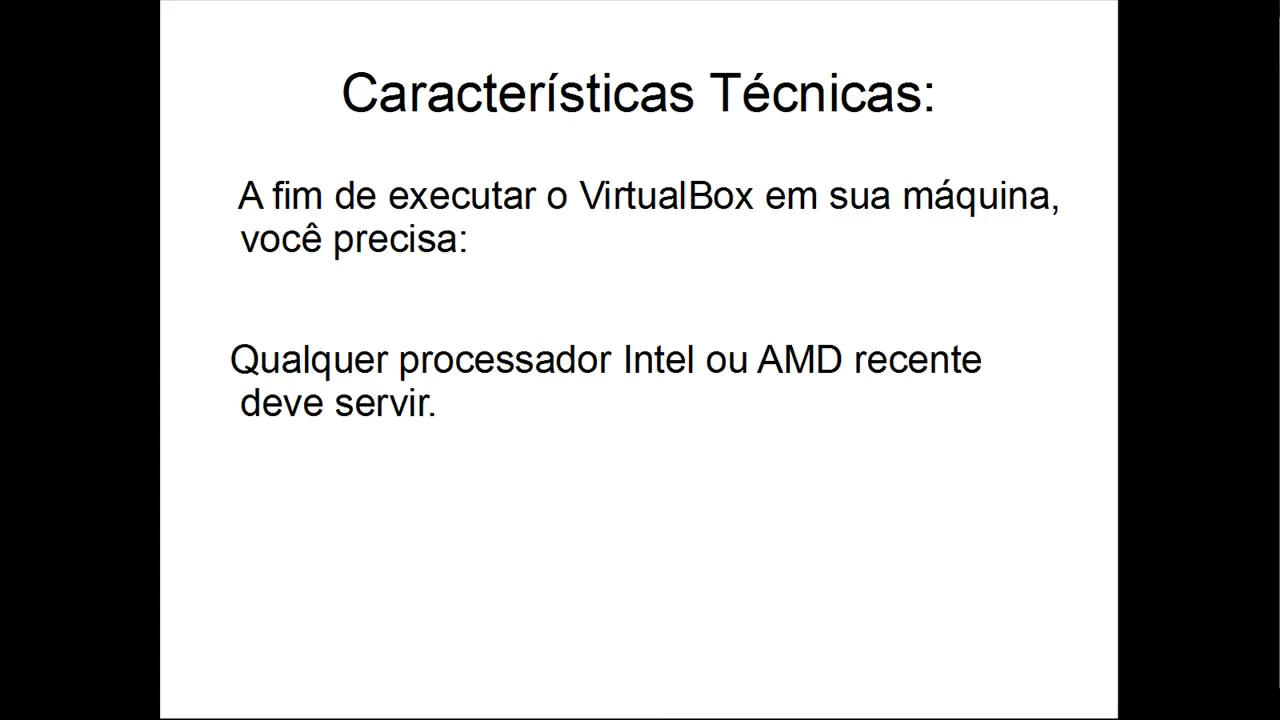 Características Técnicas:
A fim de executar o VirtualBox em sua máquina,
você precisa:
Qualquer processador Intel ou AMD recente
deve servir.